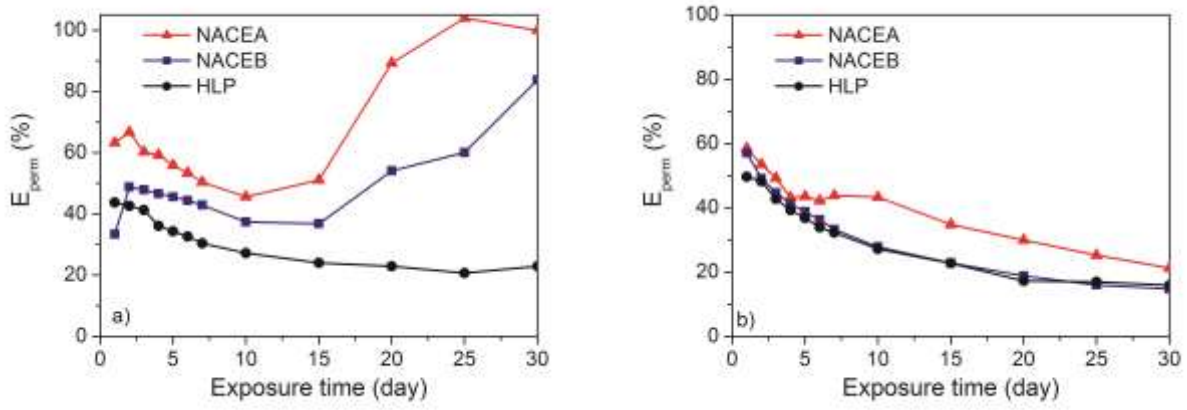 100
80
60
40
20
0
E_perm (%)
NACEA
NACEB
HLP
a)
0 5 10 15 20 25 30
Exposure time (day)
100
80
60
40
20
0
E_perm (%)
NACEA
NACEB
HLP
b)
0 5 10 15 20 25 30
Exposure time (day)